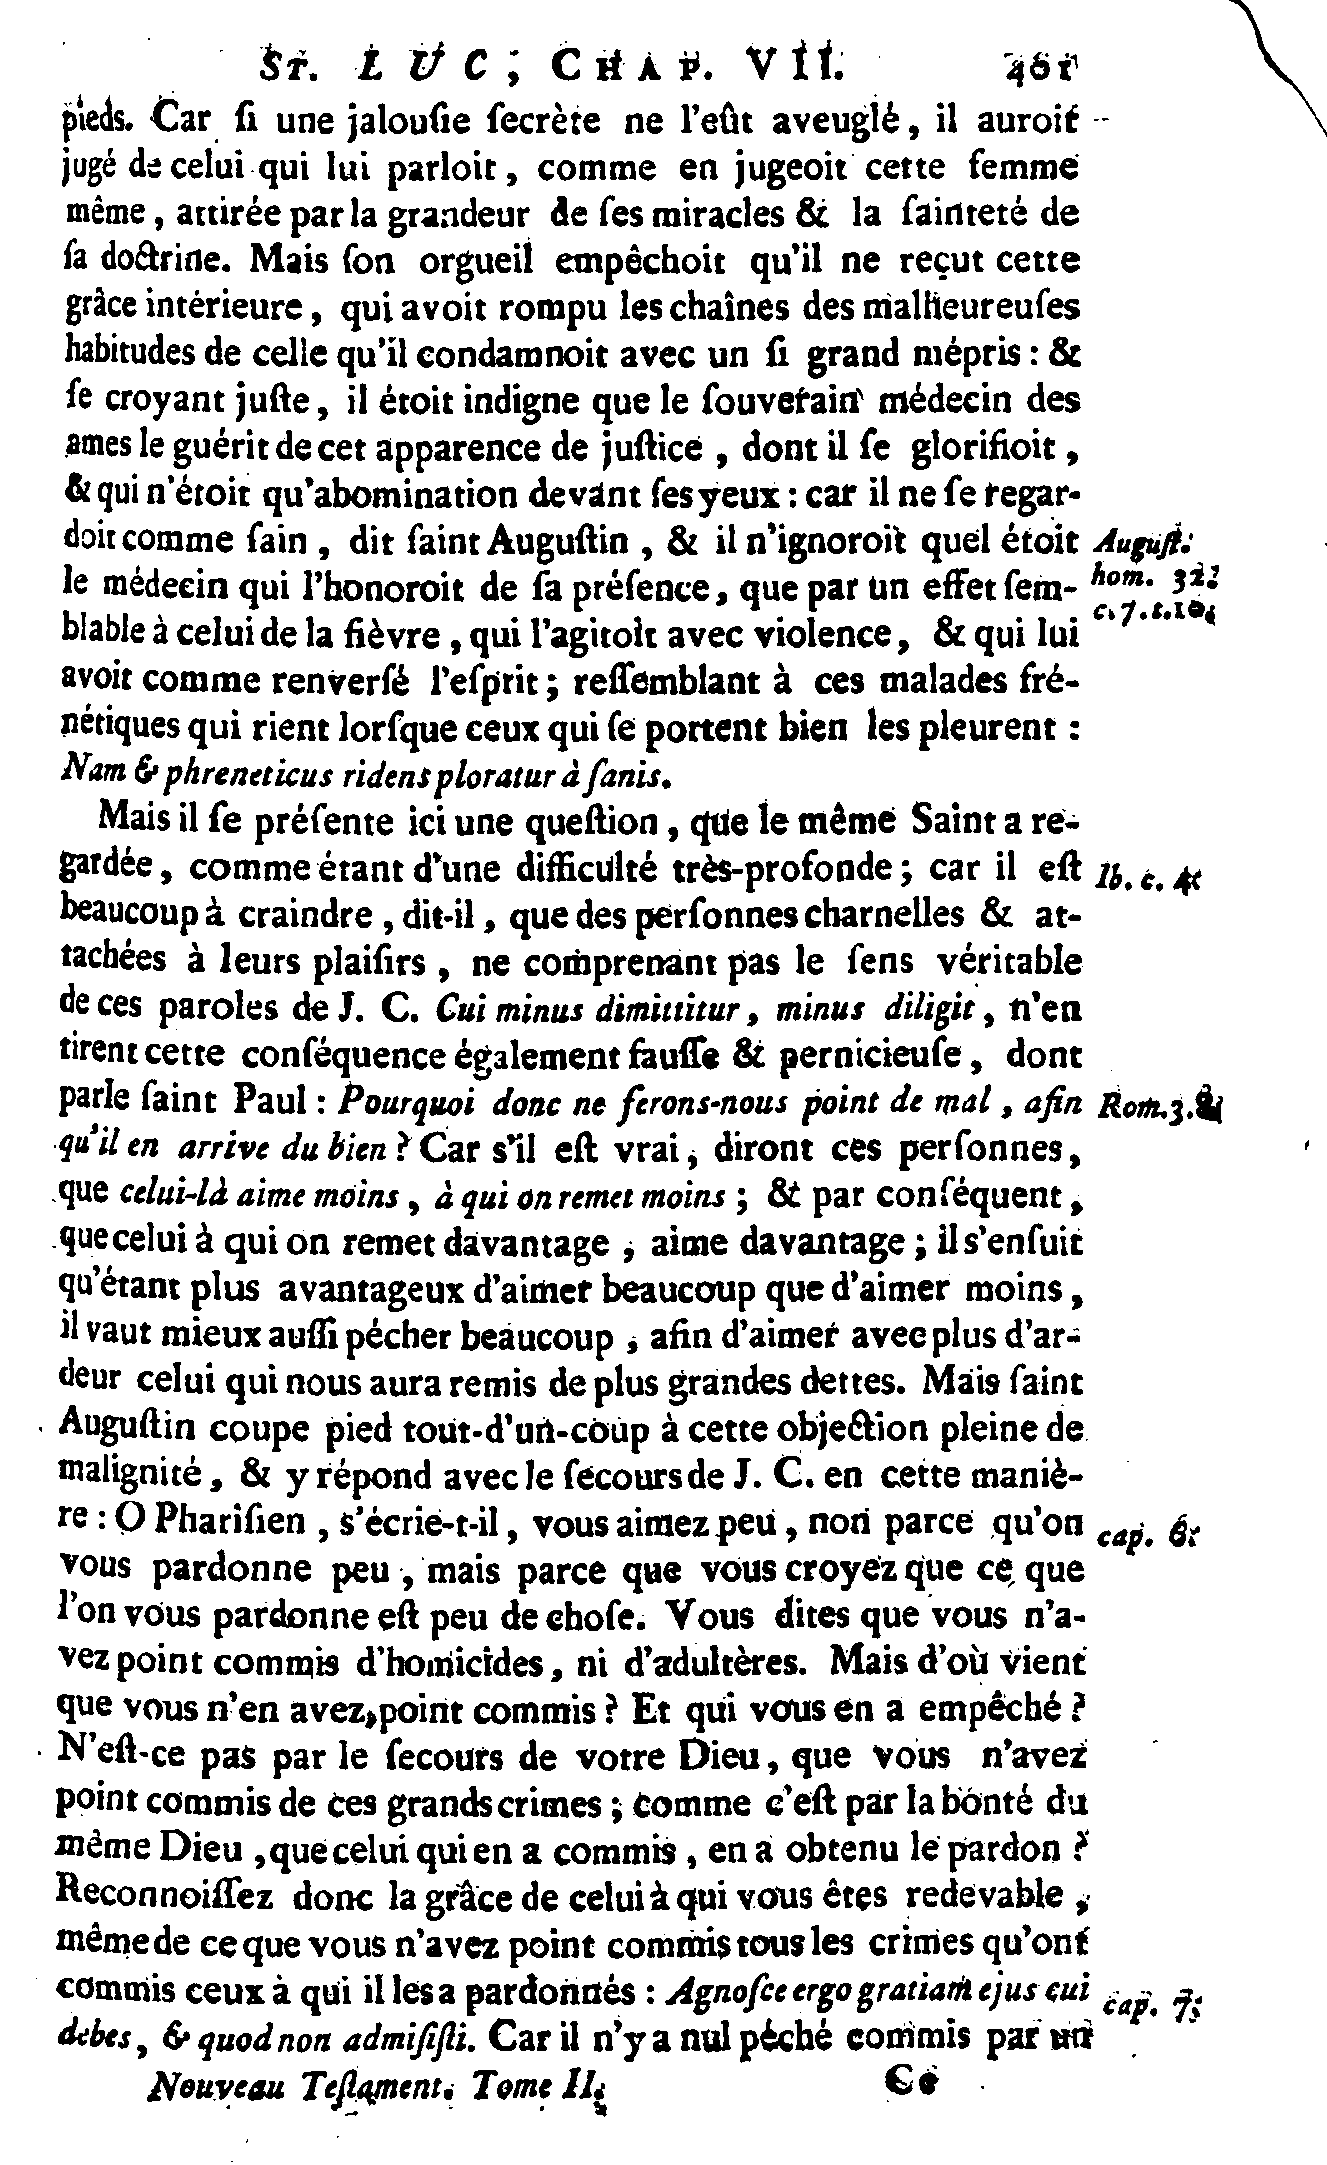 St. LUC, CHAP. VII. 401
pieds. Car ſi une jalouſie ſecrète ne l'eût aveuglé, il auroit
jugé de celui qui lui parloit, comme en jugeoit cette femme
même, attirée par la grandeur de ſes miracles & la ſainteté de
ſa doctrine. Mais ſon orgueil empêchoit qu'il ne reçut cette
grâce intérieure, qui avoit rompu les chaînes des malheureuſes
habitudes de celle qu'il condamnoit avec un ſi grand mépris : &
ſe croyant juſte, il étoit indigne que le ſouverain médecin des
ames le guérit de cet apparence de juſtice, dont il ſe glorifioit,
& qui n'étoit qu'abomination devant ſes yeux : car il ne ſe regar-
doit comme ſain, dit ſaint Auguſtin, & il n'ignoroit quel étoit
Auguſt.
le médecin qui l'honoroit de ſa préſence, que par un effet ſem-
hom. 32.
blable à celui de la fièvre, qui l'agitoit avec violence, & qui lui
c. 7. t. 10.
avoit comme renverſé l'eſprit ; reſſemblant à ces malades fré-
nétiques qui rient lorſque ceux qui ſe portent bien les pleurent :
Nam & phreneticus ridens ploratur à ſanis.
Mais il ſe préſente ici une queſtion, que le même Saint a re-
gardée, comme étant d'une difficulté très-profonde ; car il eſt
Ib. c. 4.
beaucoup à craindre, dit-il, que des perſonnes charnelles & at-
tachées à leurs plaiſirs, ne comprenant pas le ſens véritable
de ces paroles de J. C. Cui minus dimittitur, minus diligit, n'en
tirent cette conſéquence également fauſſe & pernicieuſe, dont
parle ſaint Paul : Pourquoi donc ne ferons-nous point de mal, afin
Rom. 3.
qu'il en arrive du bien ? Car s'il eſt vrai, diront ces perſonnes,
que celui-là aime moins, à qui on remet moins ; & par conſéquent,
que celui à qui on remet davantage, aime davantage ; il s'enſuit
qu'étant plus avantageux d'aimer beaucoup que d'aimer moins,
il vaut mieux auſſi pécher beaucoup, afin d'aimer avec plus d'ar-
deur celui qui nous aura remis de plus grandes dettes. Mais ſaint
Auguſtin coupe pied tout-d'un-coup à cette objection pleine de
malignité, & y répond avec le ſecours de J. C. en cette maniè-
re : O Phariſien, s'écrie-t-il, vous aimez peu, non parce qu'on
cap. 6.
vous pardonne peu, mais parce que vous croyez que ce que
l'on vous pardonne eſt peu de choſe. Vous dites que vous n'a-
vez point commis d'homicides, ni d'adultères. Mais d'où vient
que vous n'en avez point commis ? Et qui vous en a empêché ?
N'eſt-ce pas par le ſecours de votre Dieu, que vous n'avez
point commis de ces grands crimes ; comme c'eſt par la bonté du
même Dieu, que celui qui en a commis, en a obtenu le pardon ?
Reconnoiſſez donc la grâce de celui à qui vous êtes redevable,
même de ce que vous n'avez point commis tous les crimes qu'ont
commis ceux à qui il les a pardonnés : Agnoſce ergo gratiam ejus cui
cap. 7.
debes, & quod non admiſiſti. Car il n'y a nul péché commis par un
Nouveau Teſtament. Tome II. Cc